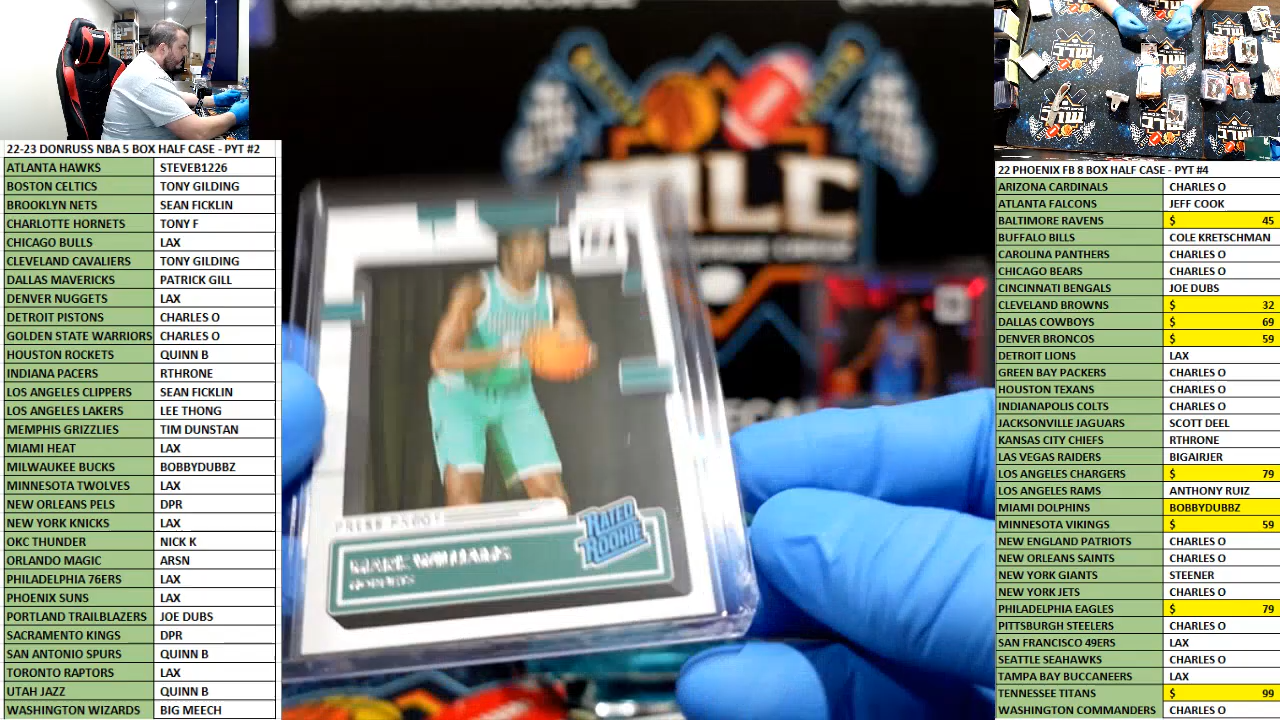 22-23 DONRUSS NBA 5 BOX HALF CASE - PYT #2
ATLANTA HAWKS STEVEB1226
BOSTON CELTICS TONY GILDING
BROOKLYN NETS SEAN FICKLIN
CHARLOTTE HORNETS TONY F
CHICAGO BULLS LAX
CLEVELAND CAVALIERS TONY GILDING
DALLAS MAVERICKS PATRICK GILL
DENVER NUGGETS LAX
DETROIT PISTONS CHARLES O
GOLDEN STATE WARRIORS CHARLES O
HOUSTON ROCKETS QUINN B
INDIANA PACERS RTHRONE
LOS ANGELES CLIPPERS SEAN FICKLIN
LOS ANGELES LAKERS LEE THONG
MEMPHIS GRIZZLIES TIM DUNSTAN
MIAMI HEAT LAX
MILWAUKEE BUCKS BOBBYDUBBZ
MINNESOTA TWOLVES LAX
NEW ORLEANS PELS DPR
NEW YORK KNICKS LAX
OKC THUNDER NICK K
ORLANDO MAGIC ARSN
PHILADELPHIA 76ERS LAX
PHOENIX SUNS LAX
PORTLAND TRAILBLAZERS JOE DUBS
SACRAMENTO KINGS DPR
SAN ANTONIO SPURS QUINN B
TORONTO RAPTORS LAX
UTAH JAZZ QUINN B
WASHINGTON WIZARDS BIG MEECH
PRESS PROOF
RATED
ROOKIE
MARK WILLIAMS
HORNETS
22 PHOENIX FB 8 BOX HALF CASE - PYT #4
ARIZONA CARDINALS CHARLES O
ATLANTA FALCONS JEFF COOK
BALTIMORE RAVENS $ 45
BUFFALO BILLS COLE KRETSCHMAN
CAROLINA PANTHERS CHARLES O
CHICAGO BEARS CHARLES O
CINCINNATI BENGALS JOE DUBS
CLEVELAND BROWNS $ 32
DALLAS COWBOYS $ 69
DENVER BRONCOS $ 59
DETROIT LIONS LAX
GREEN BAY PACKERS CHARLES O
HOUSTON TEXANS CHARLES O
INDIANAPOLIS COLTS CHARLES O
JACKSONVILLE JAGUARS SCOTT DEEL
KANSAS CITY CHIEFS RTHRONE
LAS VEGAS RAIDERS BIGAIRJER
LOS ANGELES CHARGERS $ 79
LOS ANGELES RAMS ANTHONY RUIZ
MIAMI DOLPHINS BOBBYDUBBZ
MINNESOTA VIKINGS $ 59
NEW ENGLAND PATRIOTS CHARLES O
NEW ORLEANS SAINTS CHARLES O
NEW YORK GIANTS STEENER
NEW YORK JETS CHARLES O
PHILADELPHIA EAGLES $ 79
PITTSBURGH STEELERS CHARLES O
SAN FRANCISCO 49ERS LAX
SEATTLE SEAHAWKS CHARLES O
TAMPA BAY BUCCANEERS LAX
TENNESSEE TITANS $ 99
WASHINGTON COMMANDERS CHARLES O